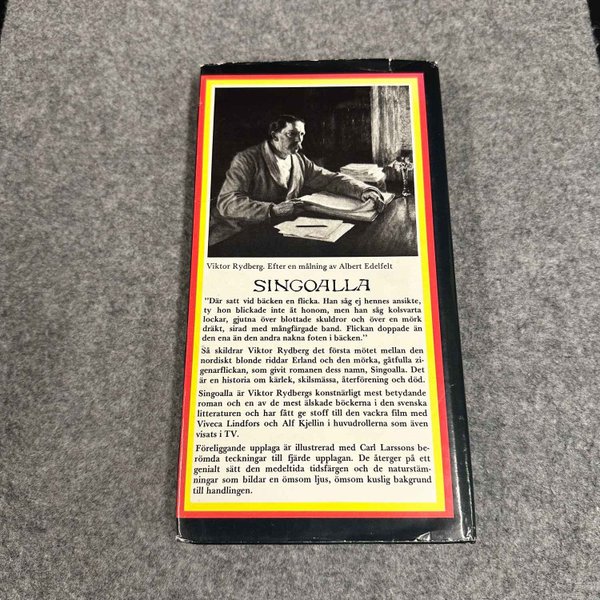 Viktor Rydberg. Efter en målning av Albert Edelfelt
SINGOALLA
"Där satt vid bäcken en flicka. Han såg ej hennes ansikte,
ty hon blickade inte åt honom, men han såg kolsvarta
lockar, gjutna över blottade skuldror och över en mörk
dräkt, sirad med mångfärgade band. Flickan doppade än
den ena än den andra nakna foten i bäcken."
Så skildrar Viktor Rydberg det första mötet mellan den
nordiskt blonde riddar Erland och den mörka, gåtfulla zi-
genarflickan, som givit romanen dess namn, Singoalla. Det
är en historia om kärlek, skilsmässa, återförening och död.
Singoalla är Viktor Rydbergs konstnärligt mest betydande
roman och en av de mest älskade böckerna i den svenska
litteraturen och har fått ge stoff till den vackra film med
Viveca Lindfors och Alf Kjellin i huvudrollerna som även
visats i TV.
Föreliggande upplaga är illustrerad med Carl Larssons be-
römda teckningar till fjärde upplagan. De återger på ett
genialt sätt den medeltida tidsfärgen och de naturstäm-
ningar som bildar en ömsom ljus, ömsom kuslig bakgrund
till handlingen.